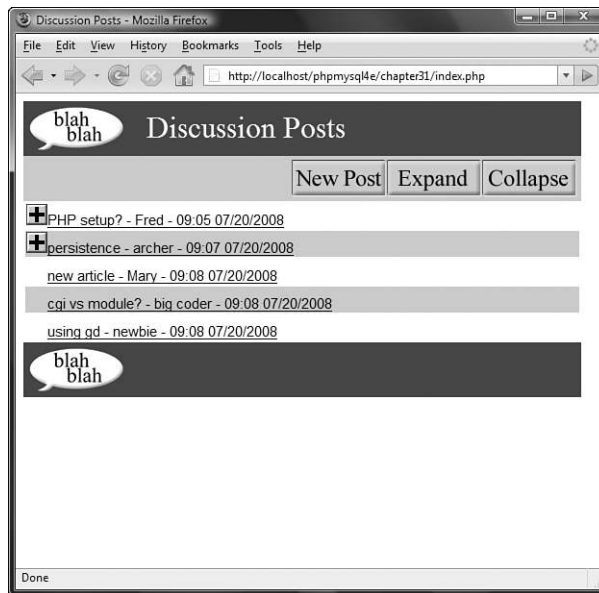 Discussion Posts - Mozilla Firefox
File Edit View History Bookmarks Tools Help
http://localhost/phpmysql4e/chapter31/index.php
blah
blah
Discussion Posts
New Post Expand Collapse
PHP setup? - Fred - 09:05 07/20/2008
persistence - archer - 09:07 07/20/2008
new article - Mary - 09:08 07/20/2008
cgi vs module? - big coder - 09:08 07/20/2008
using gd - newbie - 09:08 07/20/2008
blah
blah
Done